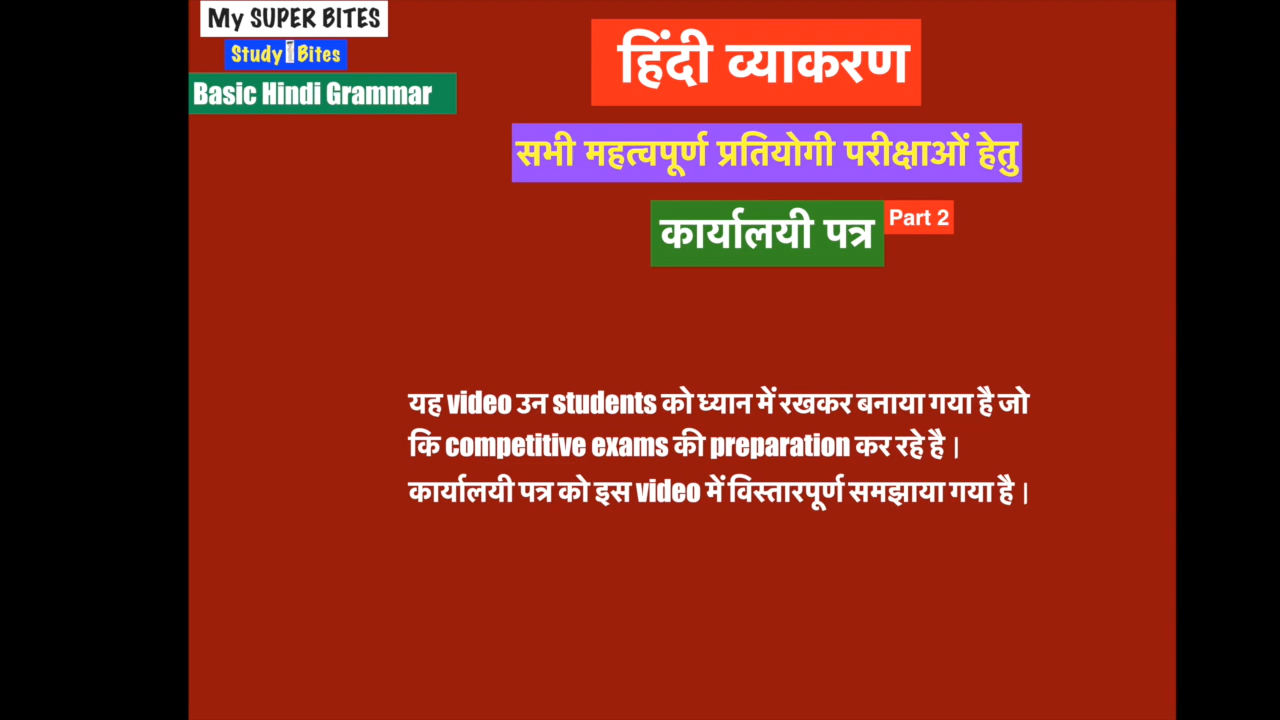 My SUPER BITES
Study Bites
Basic Hindi Grammar
हिंदी व्याकरण
सभी महत्वपूर्ण प्रतियोगी परीक्षाओं हेतु
कार्यालयी पत्र Part 2
यह video उन students को ध्यान में रखकर बनाया गया है जो
कि competitive exams की preparation कर रहे है |
कार्यालयी पत्र को इस video में विस्तारपूर्ण समझाया गया है |